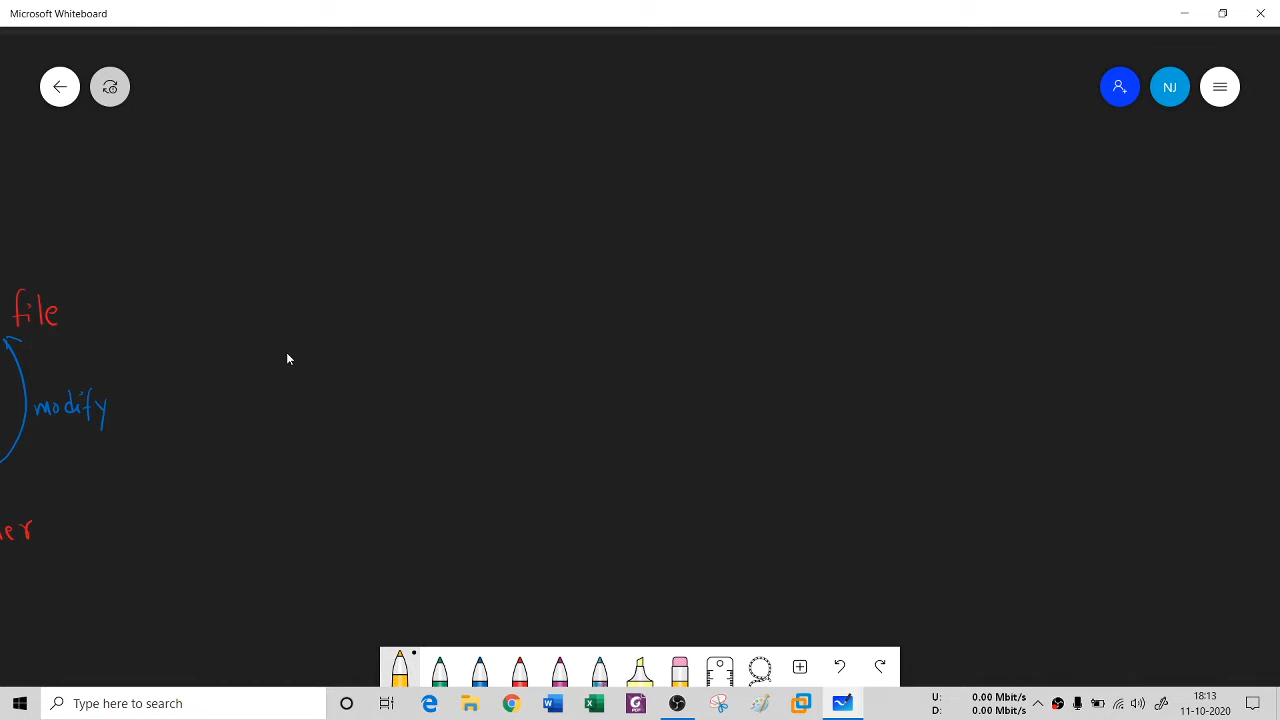 Microsoft Whiteboard
NJ
file
modify
er
Type here to search
U: 0.00 Mbit/s
D: 0.00 Mbit/s
18:13
11-10-2020